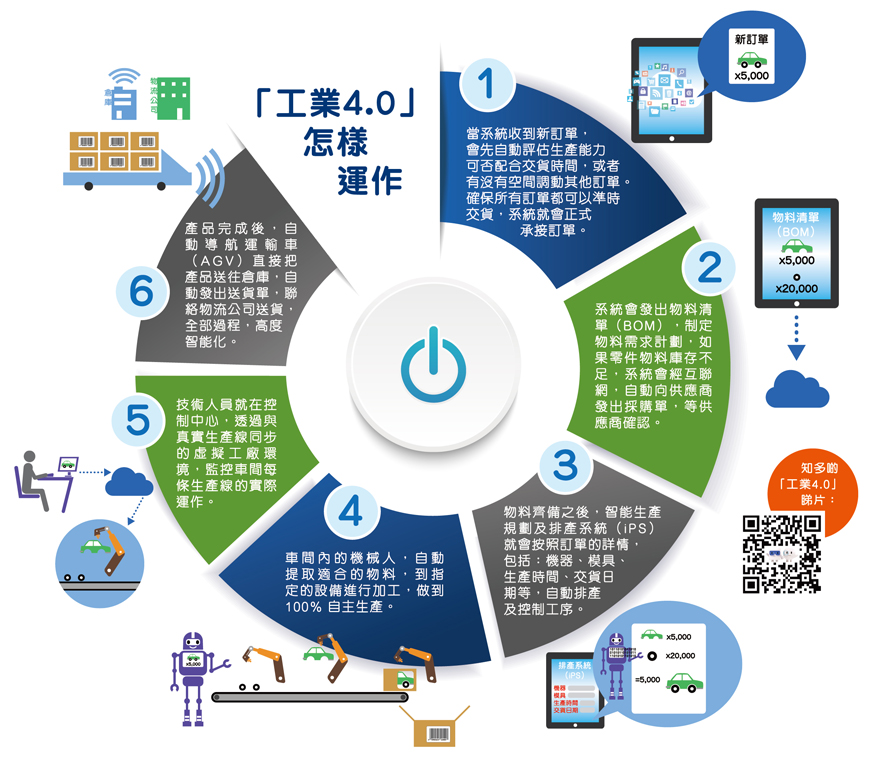 「工業4.0」
怎樣
運作
1
當系統收到新訂單，
會先自動評估生產能力
可否配合交貨時間，或者
有沒有空間調動其他訂單。
確保所有訂單都可以準時
交貨，系統就會正式
承接訂單。
新訂單
x5,000
2
系統會發出物料清
單（BOM），制定
物料需求計劃，如
果零件物料庫存不
足，系統會經互聯
網，自動向供應商
發出採購單，等供
應商確認。
物料清單
（BOM）
x5,000
x20,000
3
物料齊備之後，智能生產
規劃及排產系統（iPS）
就會按照訂單的詳情，
包括：機器、模具、
生產時間、交貨日
期等，自動排產
及控制工序。
排產系統
（iPS）
機器
模具
生產時間
交貨日期
x5,000
x20,000
=5,000
4
車間內的機械人，自動
提取適合的物料，到指
定的設備進行加工，做到
100% 自主生產。
x5,000
5
技術人員就在控
制中心，透過與
真實生產線同步
的虛擬工廠環
境，監控車間每
條生產線的實際
運作。
6
產品完成後，自
動導航運輸車
（AGV）直接把
產品送往倉庫，自
動發出送貨單，聯
絡物流公司送貨，
全部過程，高度
智能化。
倉庫
物流公司
知多啲
「工業4.0」
睇片：